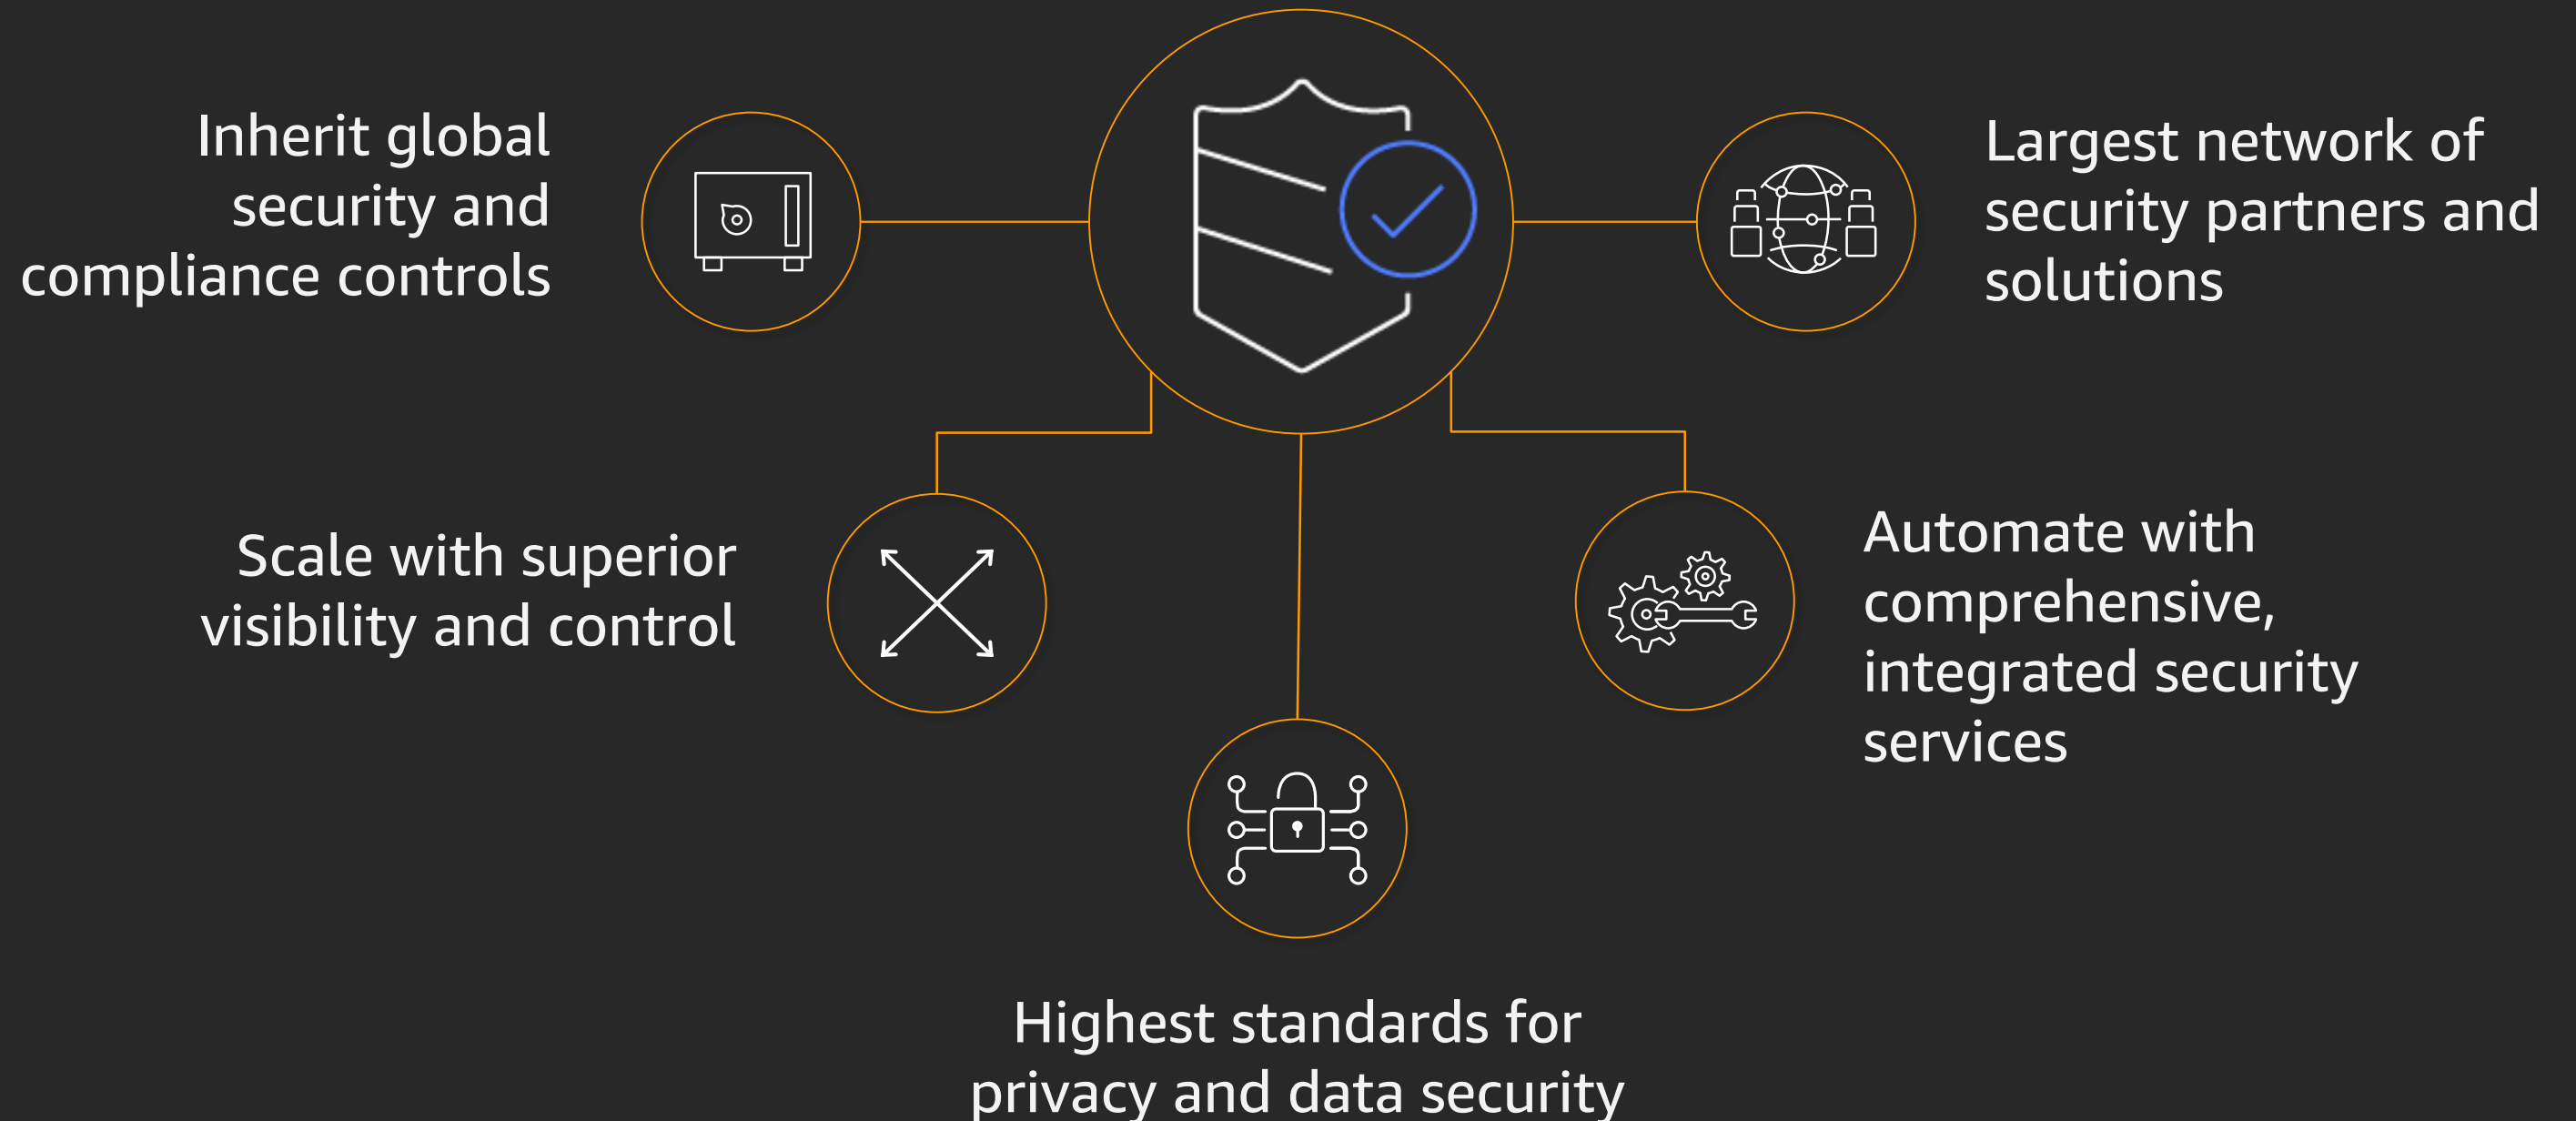 Inherit global
security and
compliance controls
Largest network of
security partners and
solutions
Scale with superior
visibility and control
Automate with
comprehensive,
integrated security
services
Highest standards for
privacy and data security